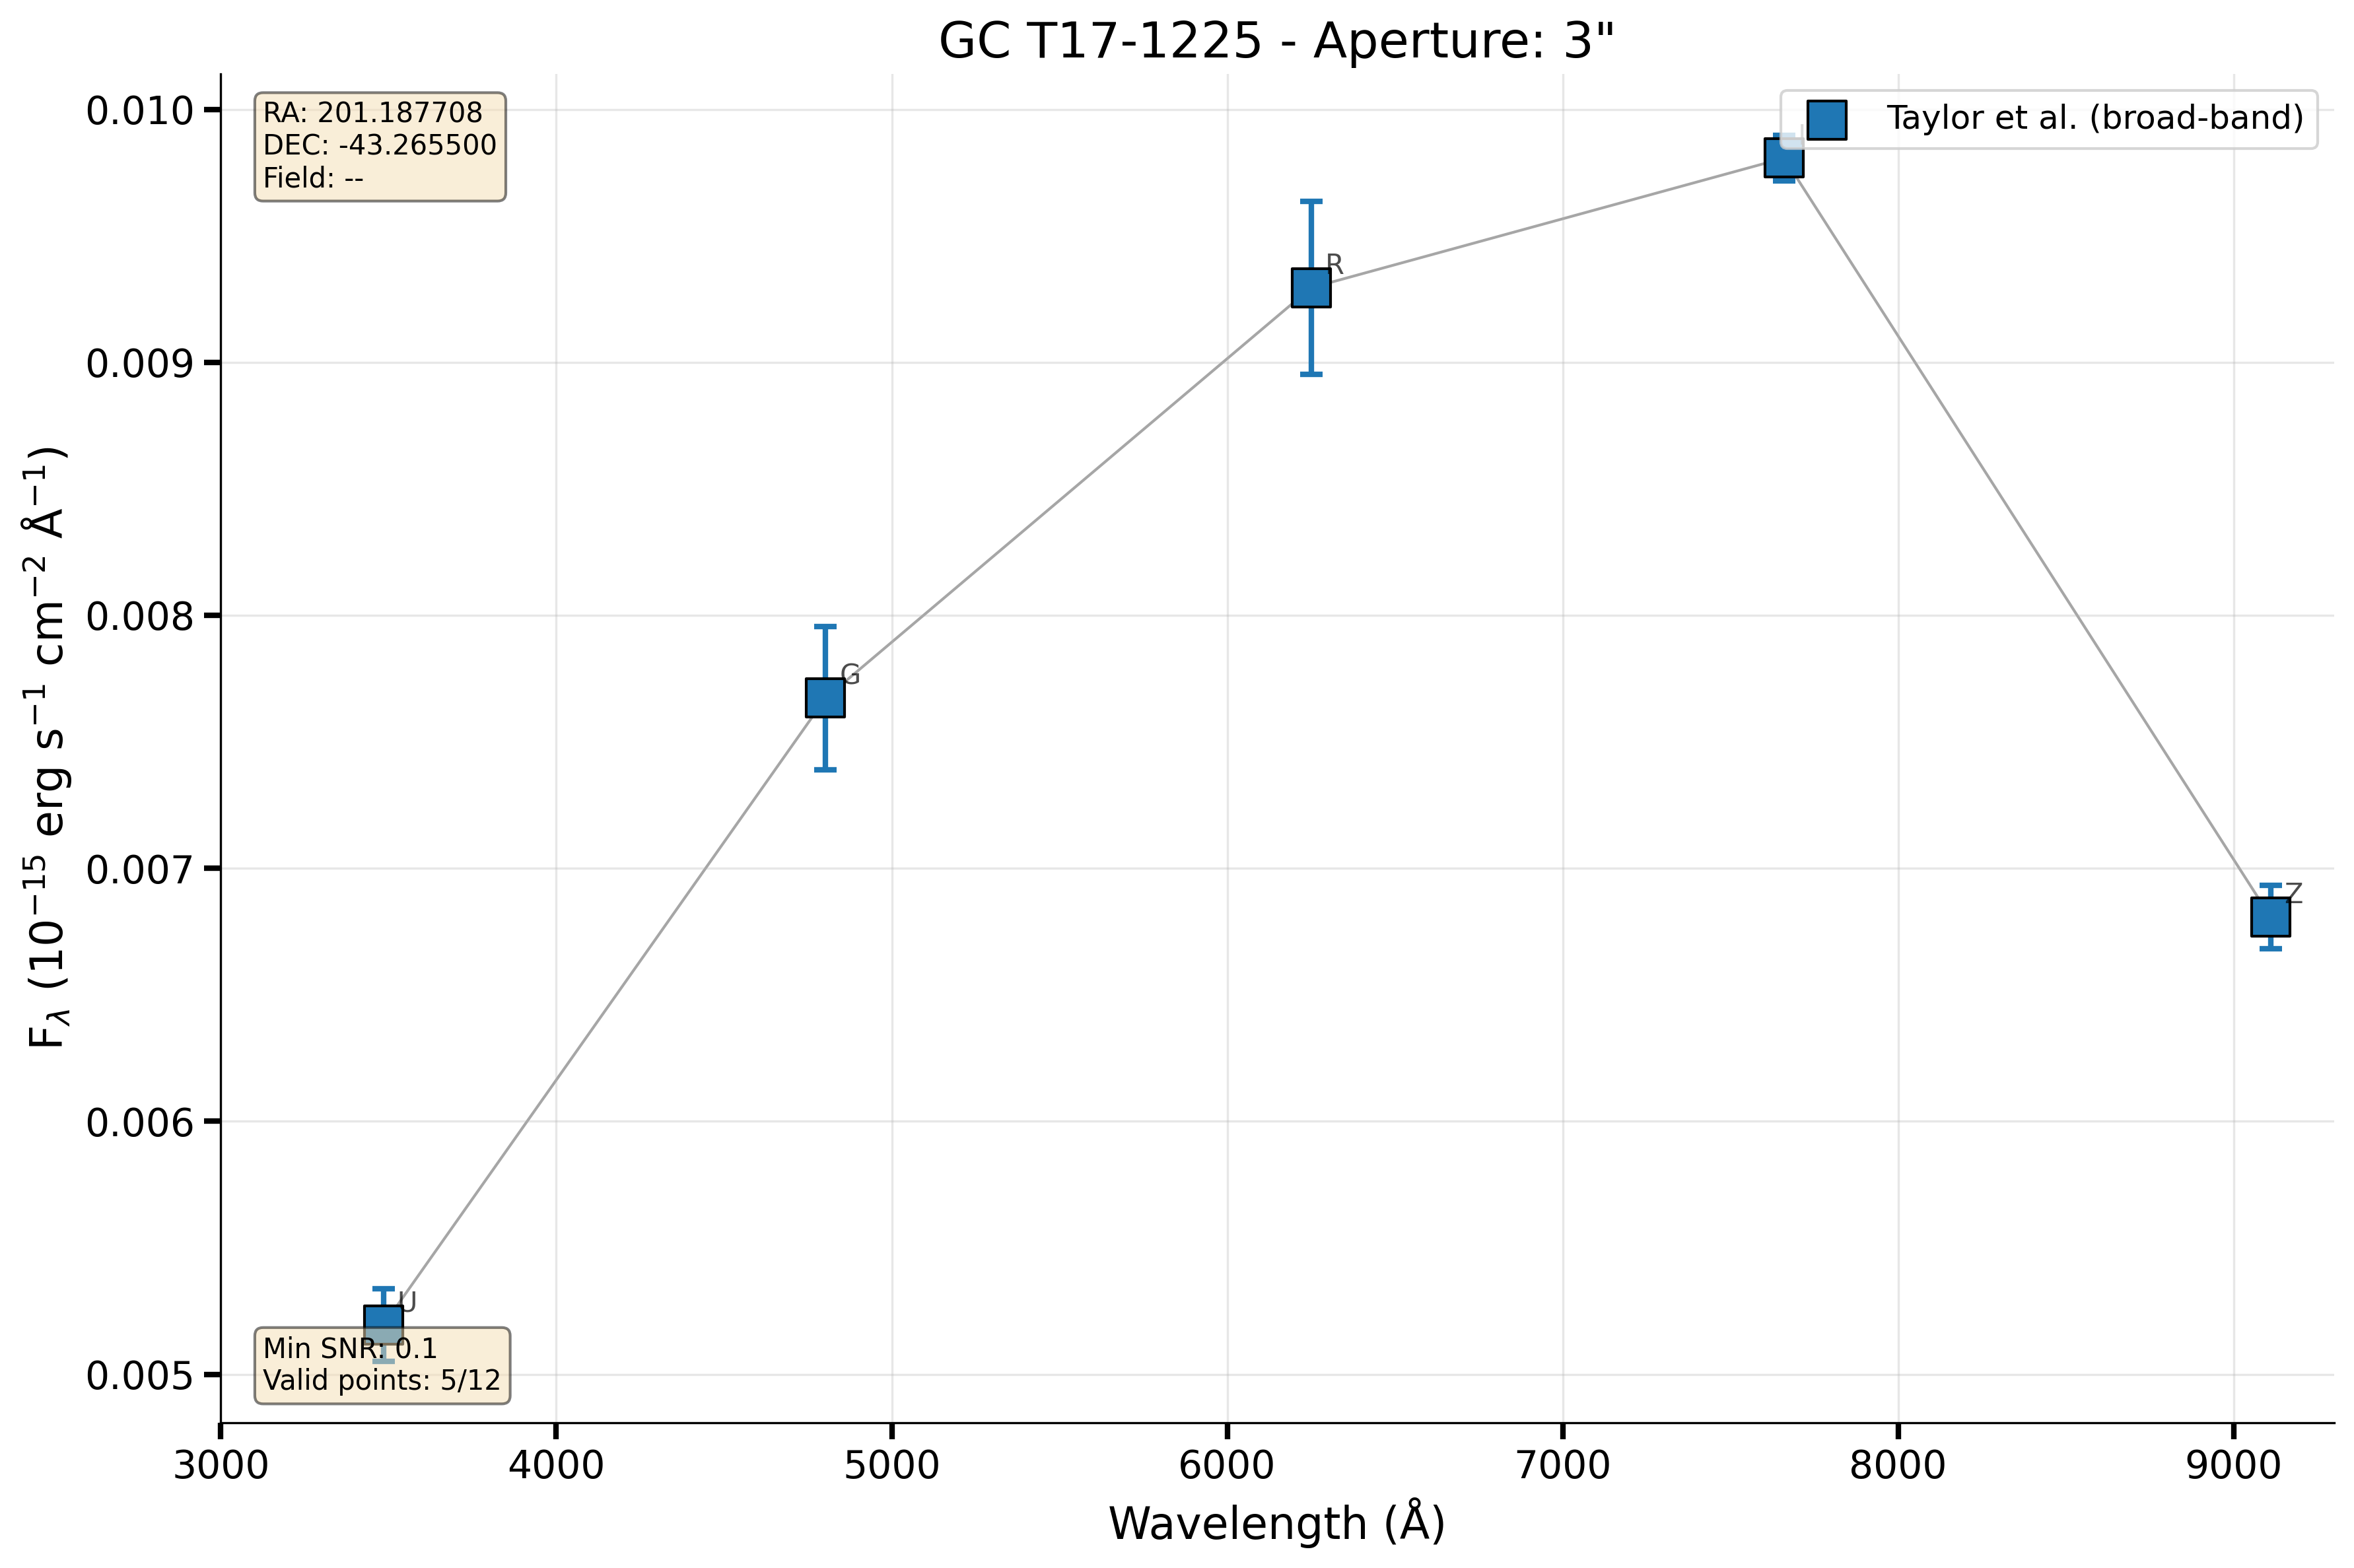 GC T17-1225 - Aperture: 3"
RA: 201.187708
DEC: -43.265500
Field: --
Taylor et al. (broad-band)
I
R
G
Z
U
Min SNR: 0.1
Valid points: 5/12
0.010
0.009
0.008
0.007
0.006
0.005
F_λ (10⁻¹⁵ erg s⁻¹ cm⁻² Å⁻¹)
3000 4000 5000 6000 7000 8000 9000
Wavelength (Å)